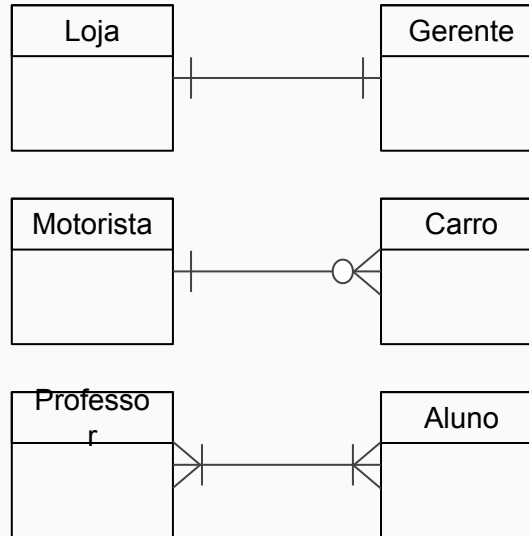 Loja
Gerente
Motorista
Carro
Professo
r
Aluno